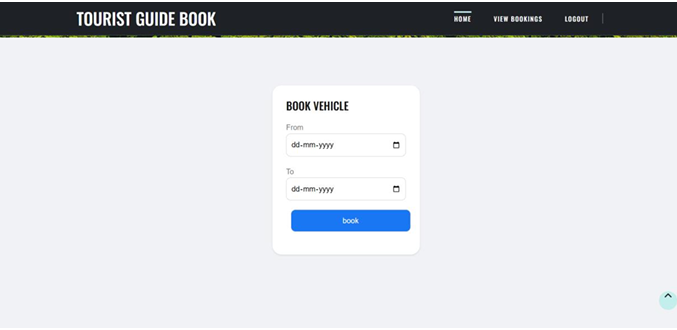 TOURIST GUIDE BOOK
HOME VIEW BOOKINGS LOGOUT
BOOK VEHICLE
From
dd-mm-yyyy
To
dd-mm-yyyy
book